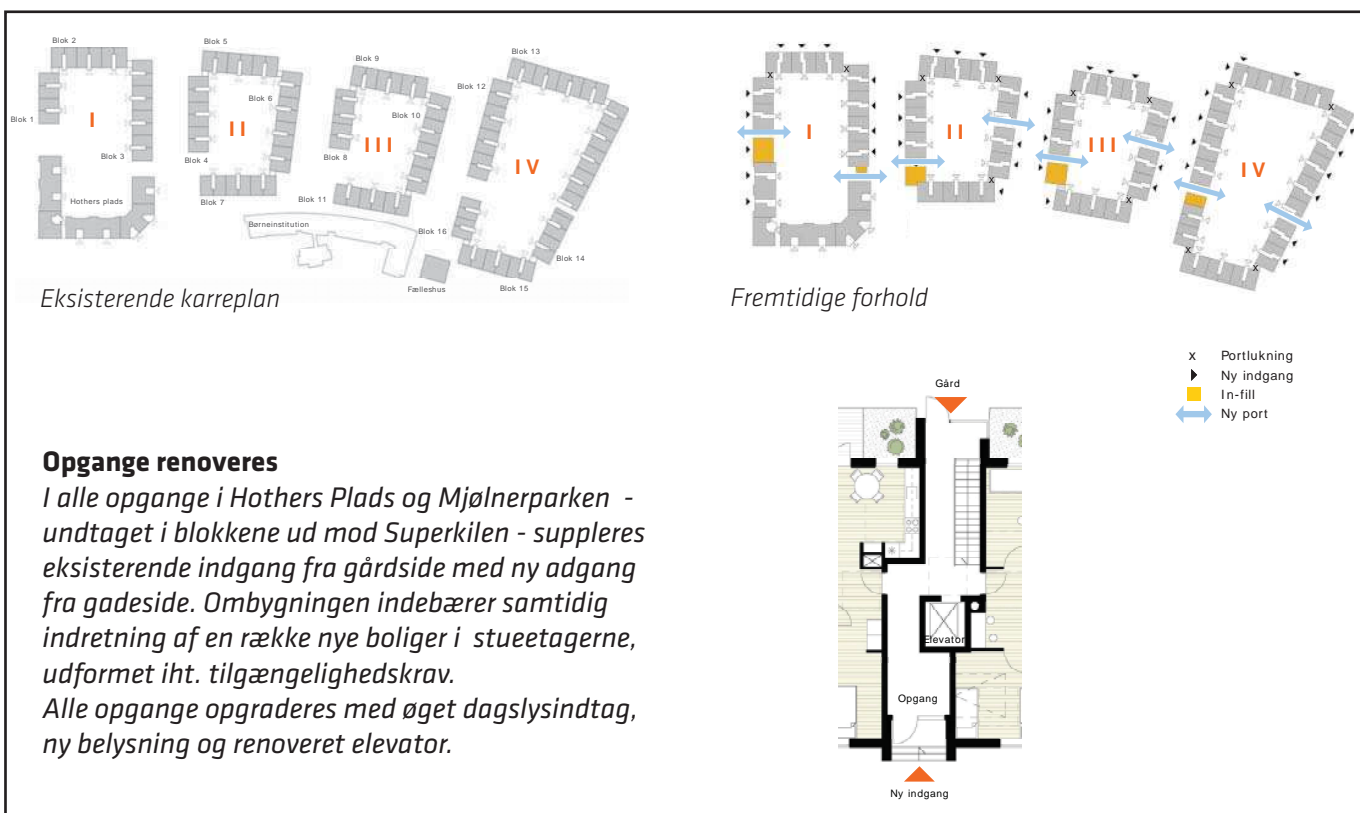 Blok 2
Blok 5
Blok 9
Blok 13
Blok 12
Blok 6
Blok 10
Blok 1
I
II
III
IV
Blok 3
Blok 4
Blok 8
Blok 7
Blok 11
Hothers plads
Børneinstitution
Blok 16
Blok 14
Fælleshus
Blok 15
Eksisterende karreplan
x
x
x
x
x
x
x
x
x
x
x
I
II
III
IV
Fremtidige forhold
x Portlukning
Ny indgang
In-fill
Ny port
Opgange renoveres
I alle opgange i Hothers Plads og Mjølnerparken -
undtaget i blokkene ud mod Superkilen - suppleres
eksisterende indgang fra gårdside med ny adgang
fra gadeside. Ombygningen indebærer samtidig
indretning af en række nye boliger i stueetagerne,
udformet iht. tilgængelighedskrav.
Alle opgange opgraderes med øget dagslysindtag,
ny belysning og renoveret elevator.
Gård
Elevator
Opgang
Ny indgang